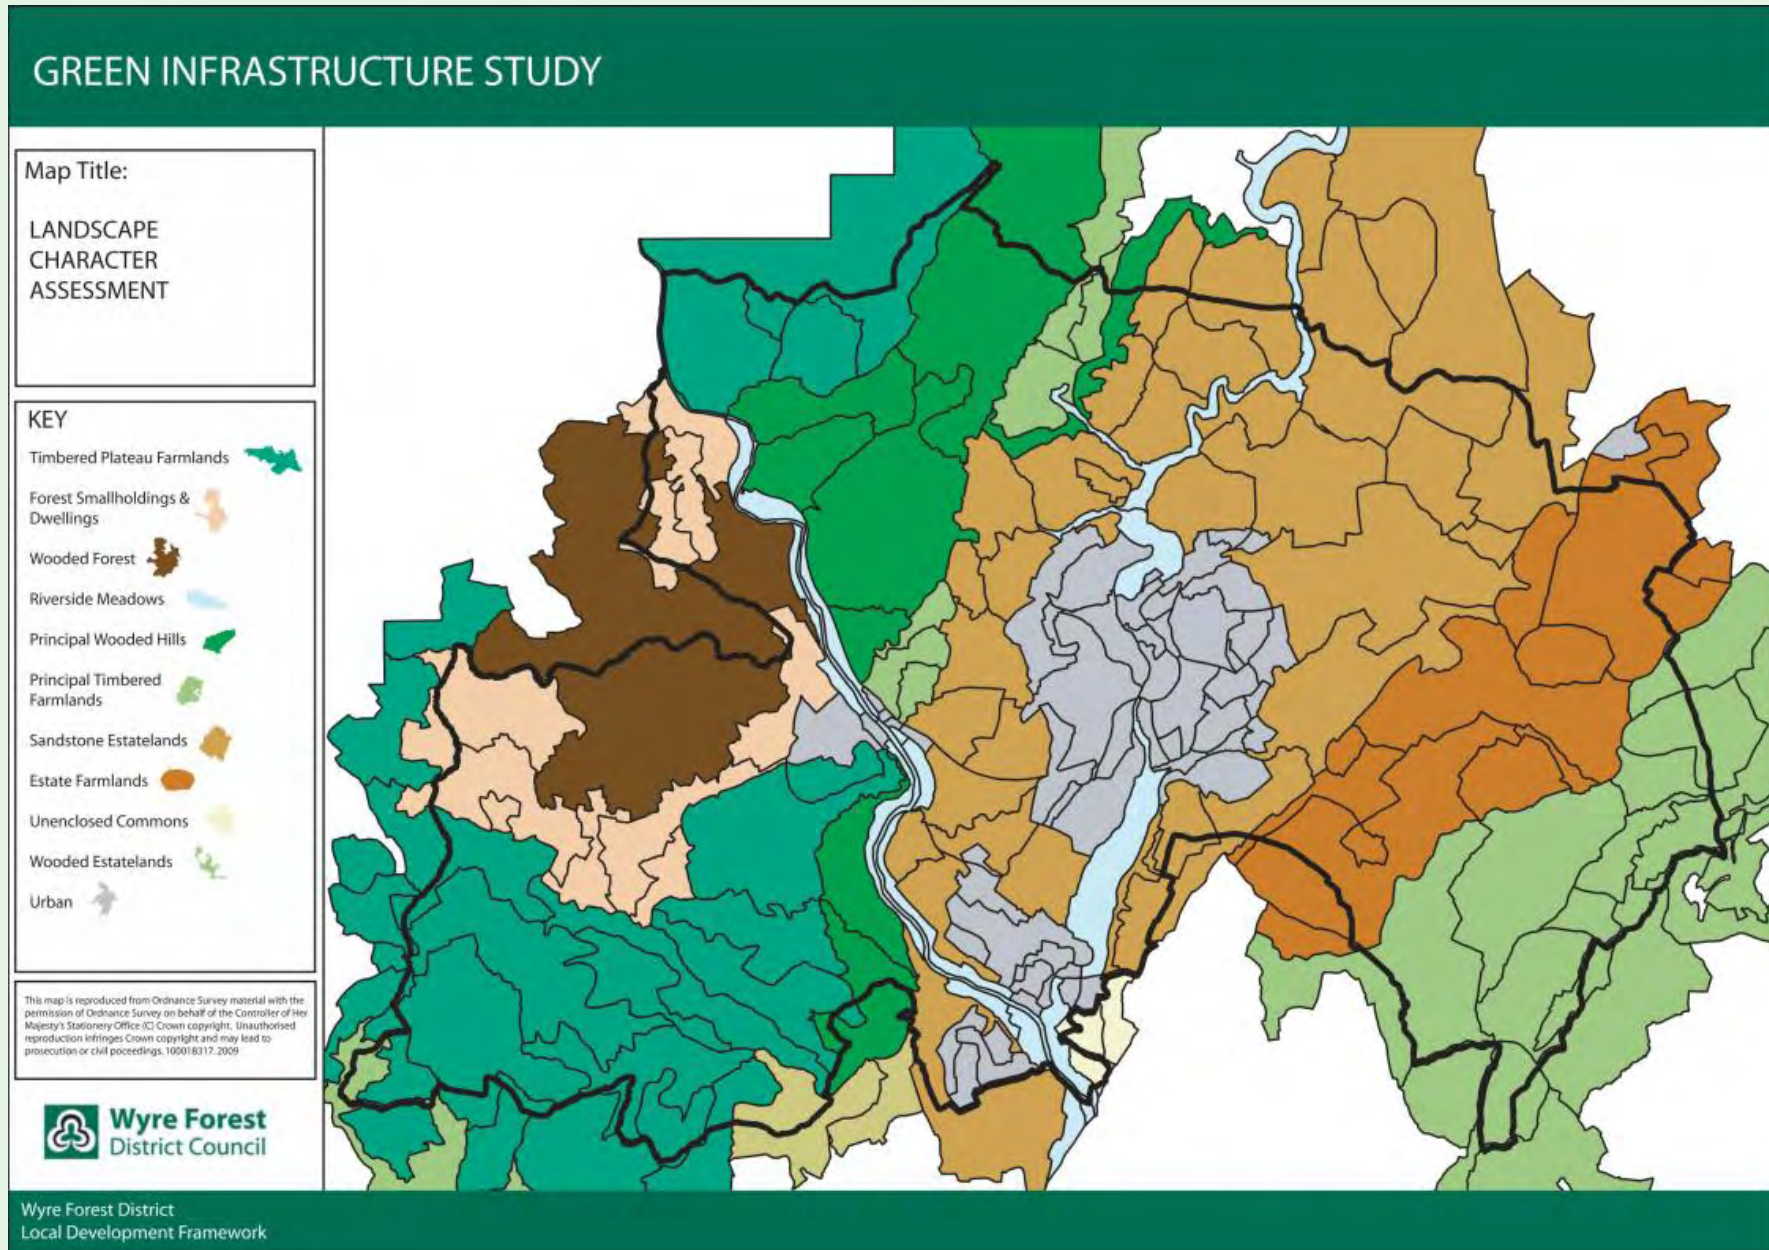 GREEN INFRASTRUCTURE STUDY
Map Title:
LANDSCAPE
CHARACTER
ASSESSMENT
KEY
Timbered Plateau Farmlands
Forest Smallholdings &
Dwellings
Wooded Forest
Riverside Meadows
Principal Wooded Hills
Principal Timbered
Farmlands
Sandstone Estatelands
Estate Farmlands
Unenclosed Commons
Wooded Estatelands
Urban
This map is reproduced from Ordnance Survey material with the
permission of Ordnance Survey on behalf of the Controller of Her
Majesty's Stationery Office (C) Crown copyright. Unauthorised
reproduction infringes Crown copyright and may lead to
prosecution or civil poceedings. 100018317. 2009
Wyre Forest
District Council
Wyre Forest District
Local Development Framework